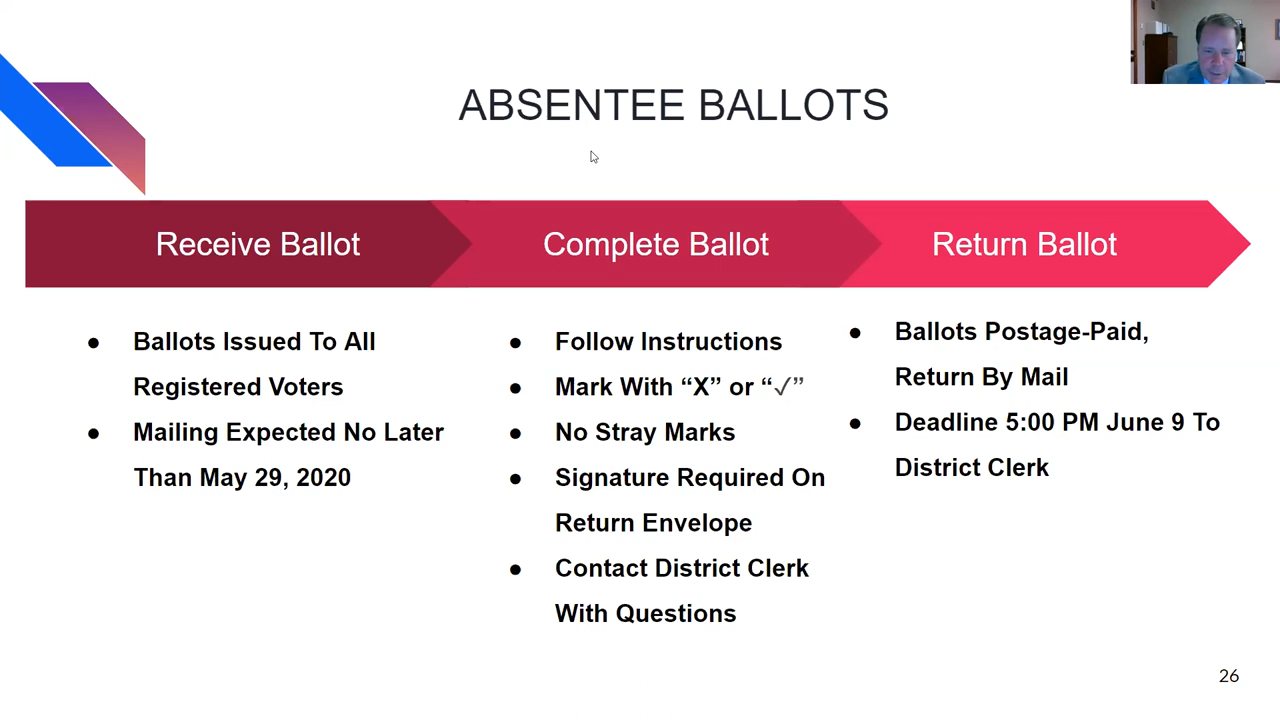 ABSENTEE BALLOTS
Receive Ballot
● Ballots Issued To All
Registered Voters
● Mailing Expected No Later
Than May 29, 2020
Complete Ballot
● Follow Instructions
● Mark With “X” or “✓”
● No Stray Marks
● Signature Required On
Return Envelope
● Contact District Clerk
With Questions
Return Ballot
● Ballots Postage-Paid,
Return By Mail
● Deadline 5:00 PM June 9 To
District Clerk
26